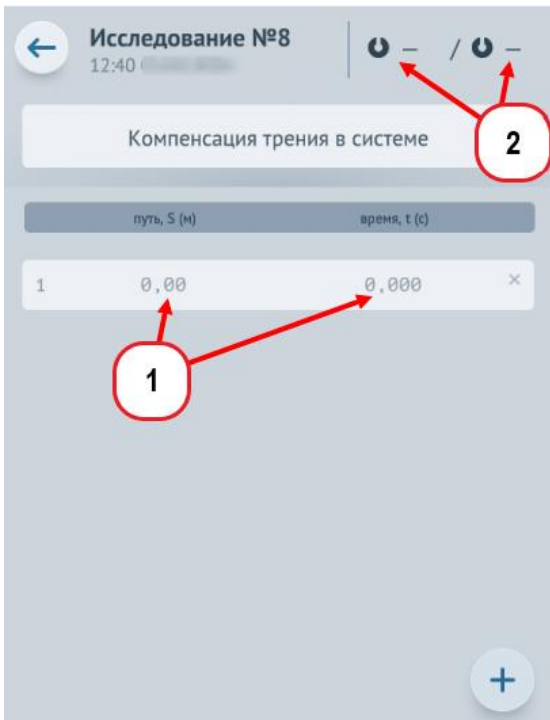 Исследование №8
12:40
– / –
Компенсация трения в системе
2
путь, S (м) время, t (с)
1 0,00 0,000 ×
1
+